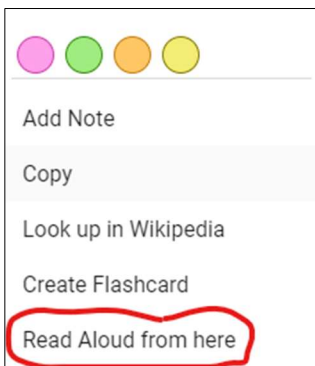 Add Note
Copy
Look up in Wikipedia
Create Flashcard
Read Aloud from here